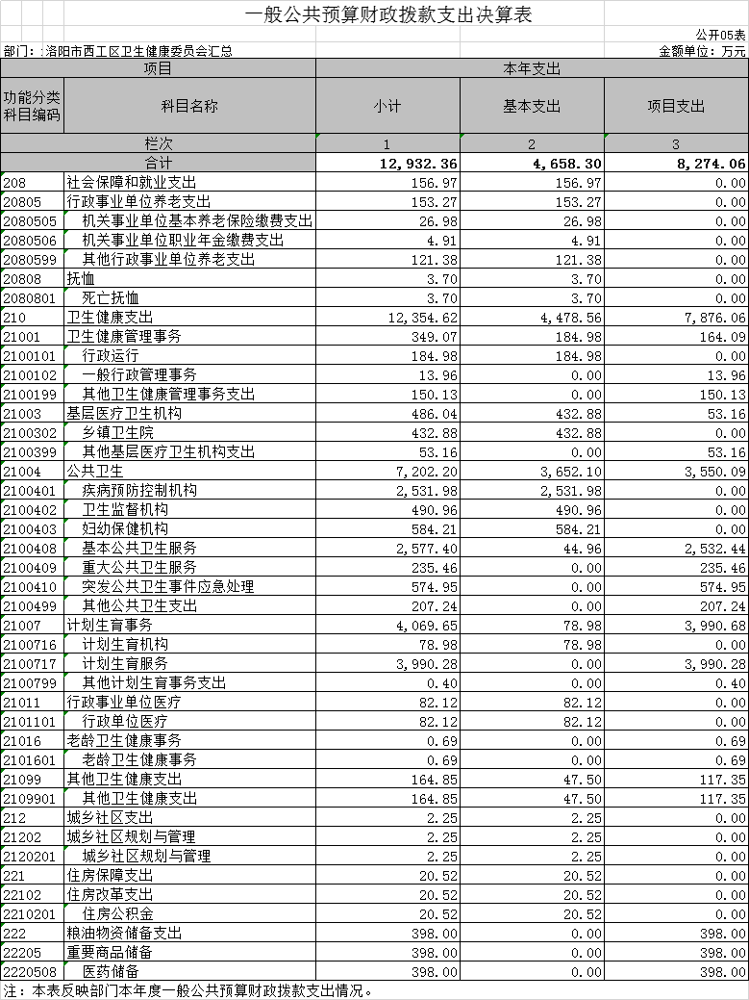 一般公共预算财政拨款支出决算表
公开05表
部门：:洛阳市西工区卫生健康委员会汇总 金额单位：万元
项目 本年支出
功能分类科目编码 科目名称 小计 基本支出 项目支出
栏次 1 2 3
合计 12,932.36 4,658.30 8,274.06
208 社会保障和就业支出 156.97 156.97 0.00
20805 行政事业单位养老支出 153.27 153.27 0.00
2080505 机关事业单位基本养老保险缴费支出 26.98 26.98 0.00
2080506 机关事业单位职业年金缴费支出 4.91 4.91 0.00
2080599 其他行政事业单位养老支出 121.38 121.38 0.00
20808 抚恤 3.70 3.70 0.00
2080801 死亡抚恤 3.70 3.70 0.00
210 卫生健康支出 12,354.62 4,478.56 7,876.06
21001 卫生健康管理事务 349.07 184.98 164.09
2100101 行政运行 184.98 184.98 0.00
2100102 一般行政管理事务 13.96 0.00 13.96
2100199 其他卫生健康管理事务支出 150.13 0.00 150.13
21003 基层医疗卫生机构 486.04 432.88 53.16
2100302 乡镇卫生院 432.88 432.88 0.00
2100399 其他基层医疗卫生机构支出 53.16 0.00 53.16
21004 公共卫生 7,202.20 3,652.10 3,550.09
2100401 疾病预防控制机构 2,531.98 2,531.98 0.00
2100402 卫生监督机构 490.96 490.96 0.00
2100403 妇幼保健机构 584.21 584.21 0.00
2100408 基本公共卫生服务 2,577.40 44.96 2,532.44
2100409 重大公共卫生服务 235.46 0.00 235.46
2100410 突发公共卫生事件应急处理 574.95 0.00 574.95
2100499 其他公共卫生支出 207.24 0.00 207.24
21007 计划生育事务 4,069.65 78.98 3,990.68
2100716 计划生育机构 78.98 78.98 0.00
2100717 计划生育服务 3,990.28 0.00 3,990.28
2100799 其他计划生育事务支出 0.40 0.00 0.40
21011 行政事业单位医疗 82.12 82.12 0.00
2101101 行政单位医疗 82.12 82.12 0.00
21016 老龄卫生健康事务 0.69 0.00 0.69
2101601 老龄卫生健康事务 0.69 0.00 0.69
21099 其他卫生健康支出 164.85 47.50 117.35
2109901 其他卫生健康支出 164.85 47.50 117.35
212 城乡社区支出 2.25 2.25 0.00
21202 城乡社区规划与管理 2.25 2.25 0.00
2120201 城乡社区规划与管理 2.25 2.25 0.00
221 住房保障支出 20.52 20.52 0.00
22102 住房改革支出 20.52 20.52 0.00
2210201 住房公积金 20.52 20.52 0.00
222 粮油物资储备支出 398.00 0.00 398.00
22205 重要商品储备 398.00 0.00 398.00
2220508 医药储备 398.00 0.00 398.00
注：本表反映部门本年度一般公共预算财政拨款支出情况。